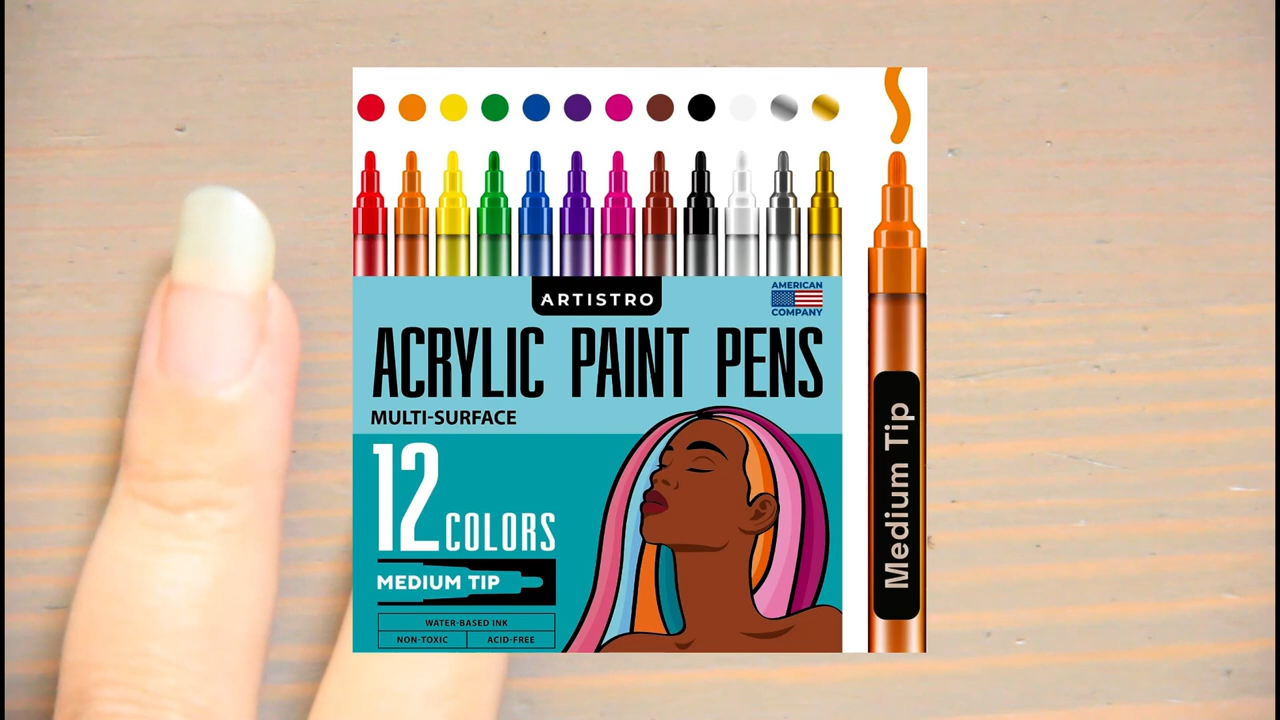 ARTISTRO
AMERICAN
COMPANY
ACRYLIC PAINT PENS
MULTI-SURFACE
12 COLORS
MEDIUM TIP
WATER-BASED INK
NON-TOXIC ACID-FREE
Medium Tip